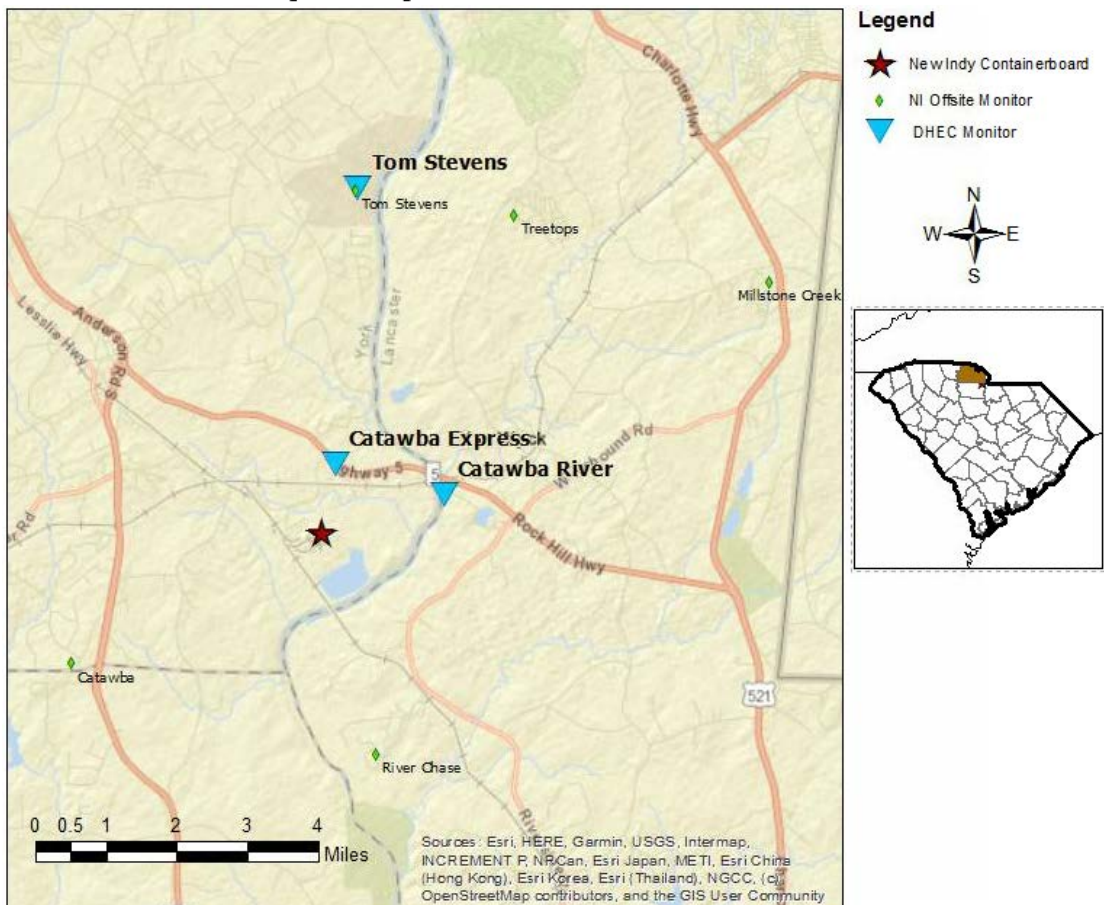 Legend
New Indy Containerboard
NI Offsite Monitor
DHEC Monitor
N
W E
S
Charlotte Hwy
Tom Stevens
Tom Stevens
Treetops
Millstone Creek
Lesslie Hwy
Anderson Rd S
York
Lancaster
Catawba Express
ghway 5
5
Catawba River
Rd
Rock Hill Hwy
Catawba
521
River Chase
0 0.5 1 2 3 4
Miles
Sources: Esri, HERE, Garmin, USGS, Intermap,
INCREMENT P, NRCan, Esri Japan, METI, Esri China
(Hong Kong), Esri Korea, Esri (Thailand), NGCC, (c)
OpenStreetMap contributors, and the GIS User Community